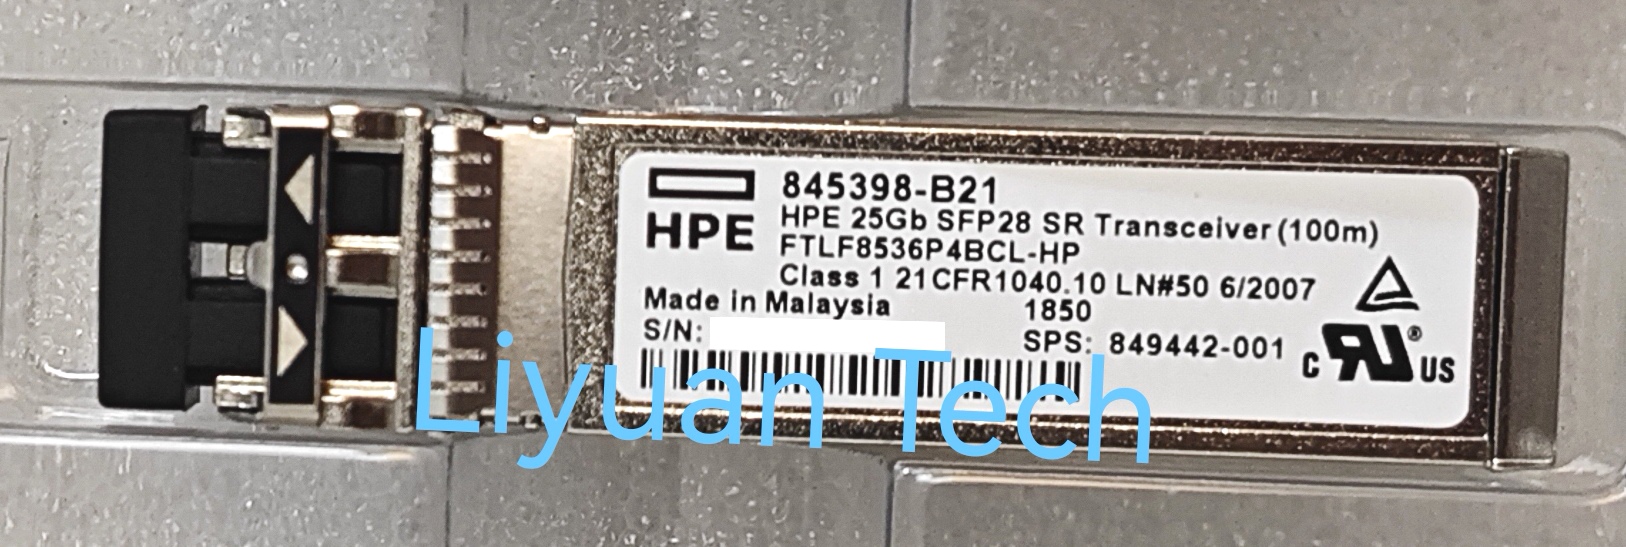 845398-B21
HPE
HPE 25Gb SFP28 SR Transceiver (100m)
FTLF8536P4BCL-HP
Class 1 21CFR1040.10 LN#50 6/2007
Made in Malaysia 1850
S/N:
SPS: 849442-001
c RU ® US
Liyuan Tech